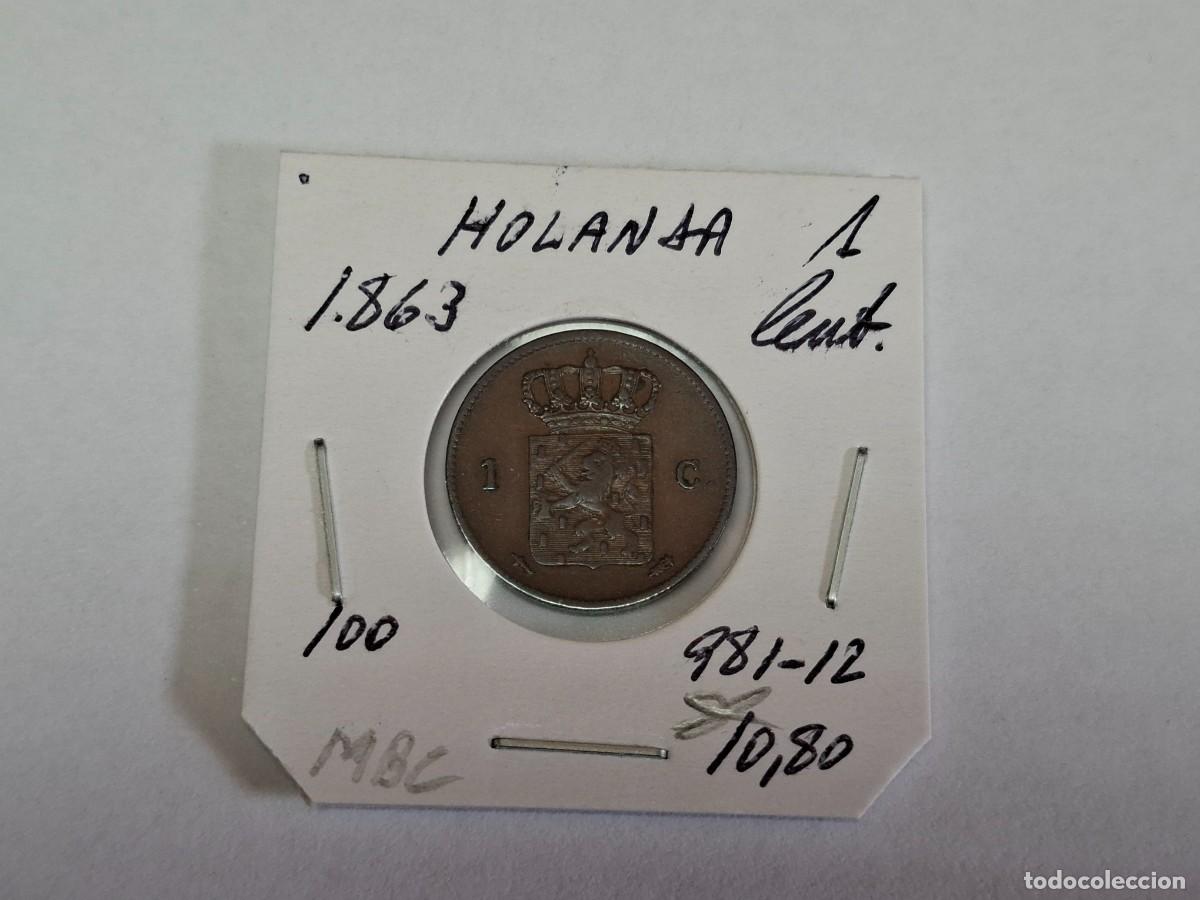 HOLANDA 1
1.863 Cent.
1 C.
100 981-12
MBC 10,80
todocoleccion